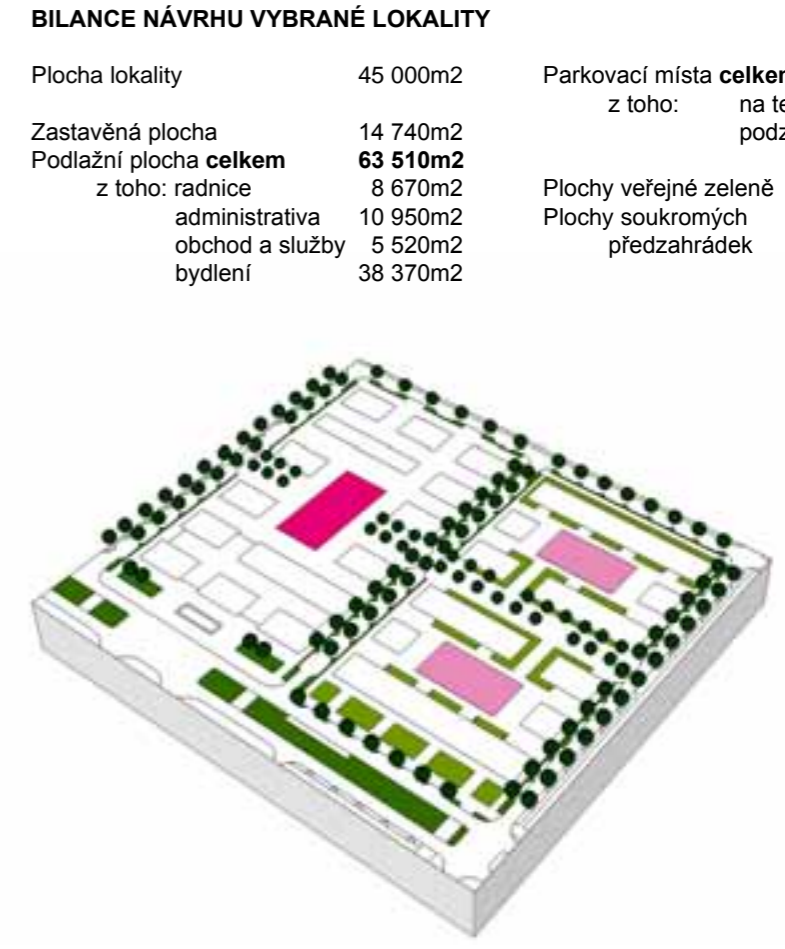 BILANCE NÁVRHU VYBRANÉ LOKALITY
Plocha lokality 45 000m2
Zastavěná plocha 14 740m2
Podlažní plocha celkem 63 510m2
z toho: radnice 8 670m2
administrativa 10 950m2
obchod a služby 5 520m2
bydlení 38 370m2
Parkovací místa
z toho: na
Plochy veřejné zeleně
Plochy soukromých
předzahrádek